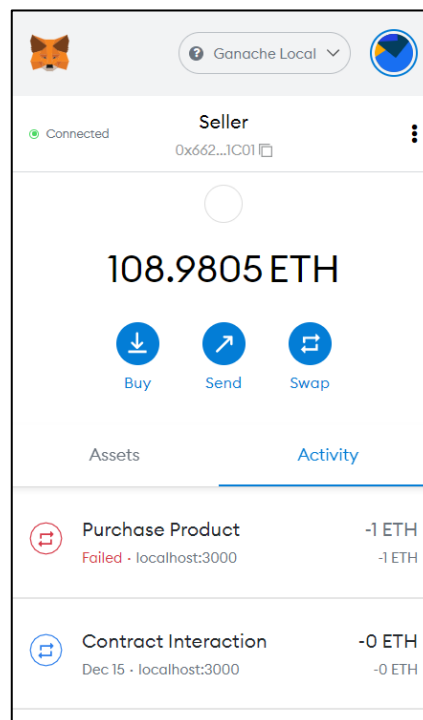 Ganache Local
Connected
Seller
0x662...1C01
108.9805 ETH
Buy
Send
Swap
Assets
Activity
Purchase Product
-1 ETH
Failed · localhost:3000
-1 ETH
Contract Interaction
-0 ETH
Dec 15 · localhost:3000
-0 ETH